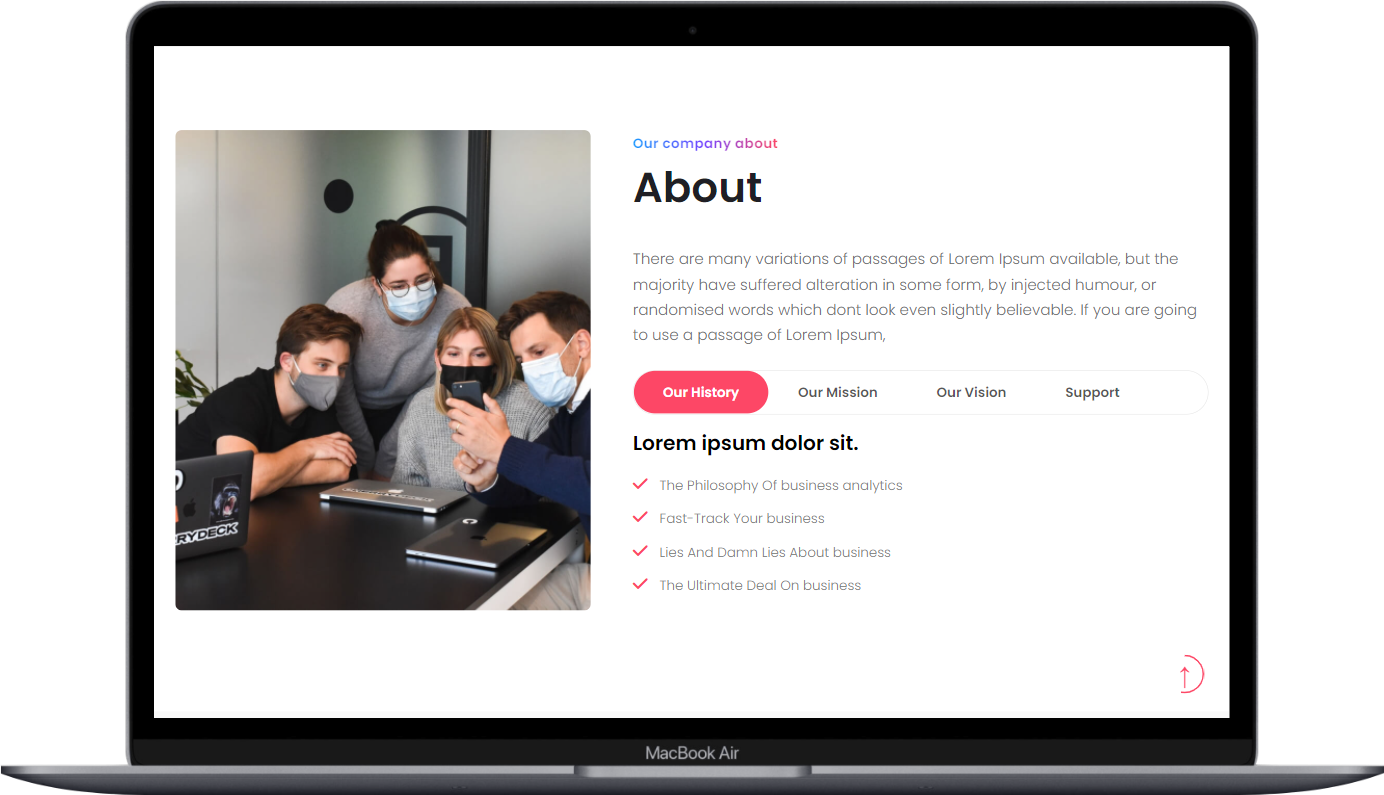 Our company about
About
There are many variations of passages of Lorem Ipsum available, but the
majority have suffered alteration in some form, by injected humour, or
randomised words which dont look even slightly believable. If you are going
to use a passage of Lorem Ipsum,
Our History Our Mission Our Vision Support
Lorem ipsum dolor sit.
The Philosophy Of business analytics
Fast-Track Your business
Lies And Damn Lies About business
The Ultimate Deal On business
RYDECK
MacBook Air